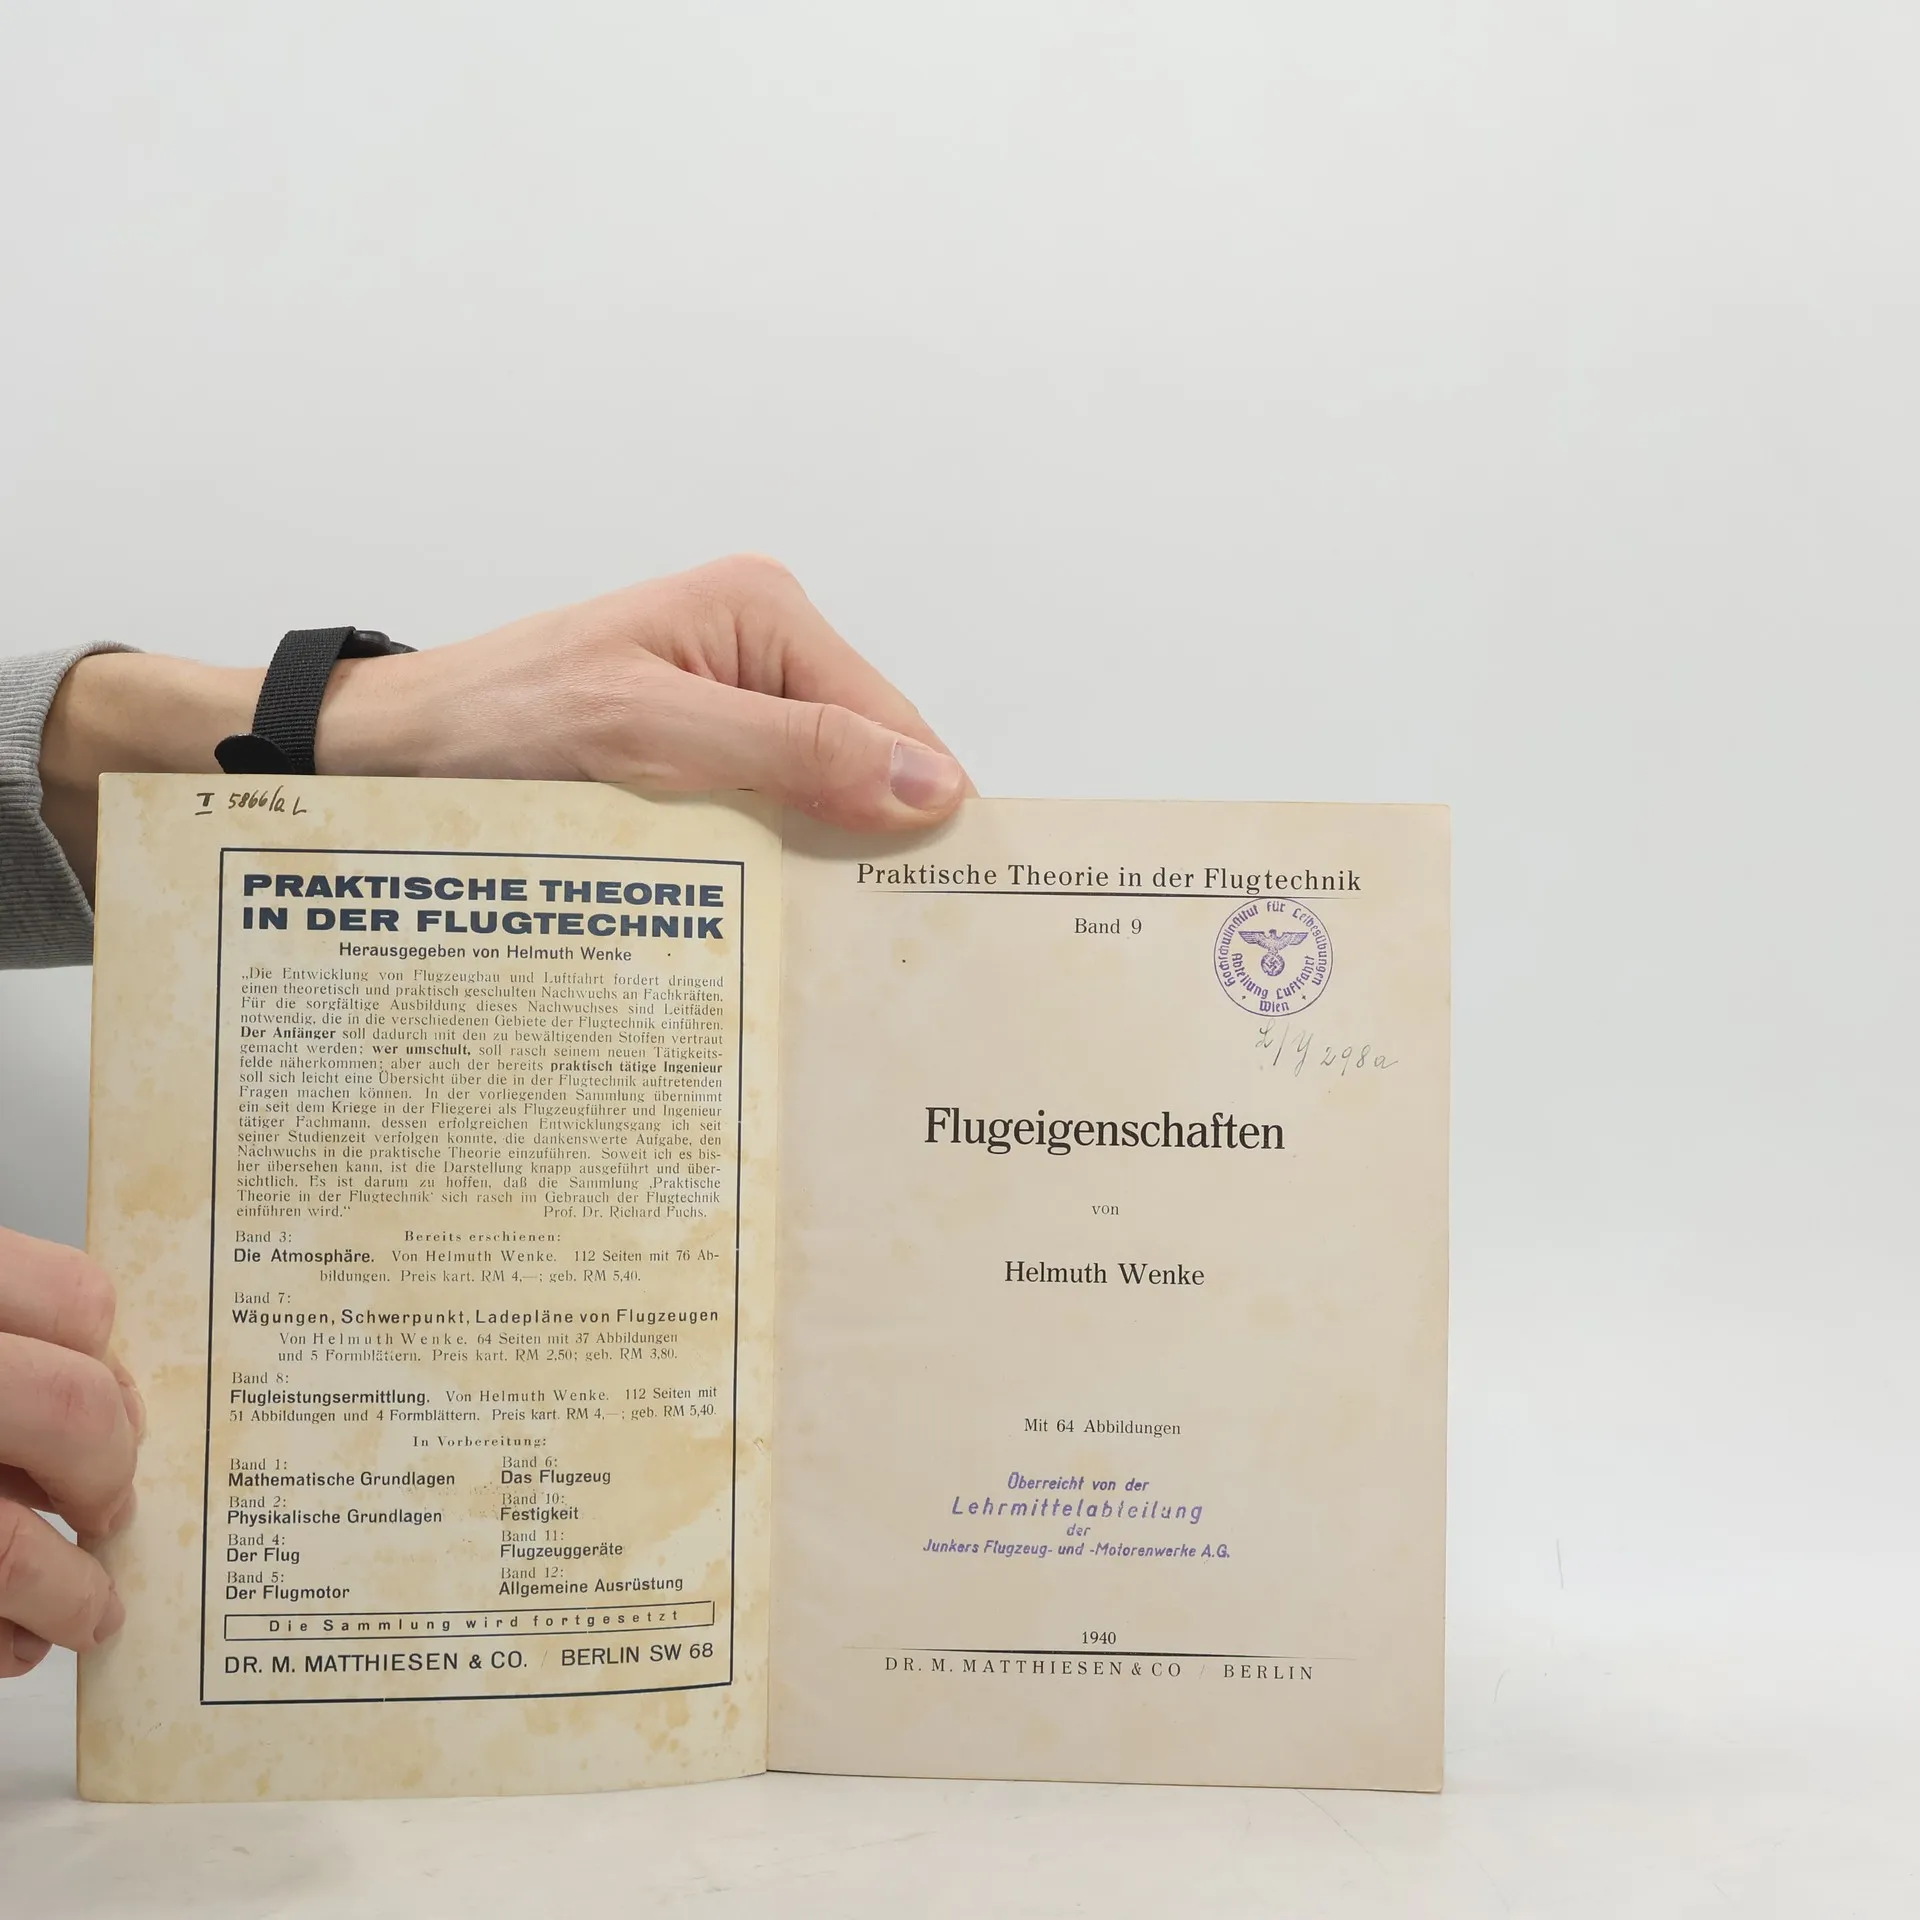 I 5866/a L
PRAKTISCHE THEORIE
IN DER FLUGTECHNIK
Herausgegeben von Helmuth Wenke
„Die Entwicklung von Flugzeugbau und Luftfahrt fordert dringend
einen theoretisch und praktisch geschulten Nachwuchs an Fachkräften.
Für die sorgfältige Ausbildung dieses Nachwuchses sind Leitfäden
notwendig, die in die verschiedenen Gebiete der Flugtechnik einführen.
Der Anfänger soll dadurch mit den zu bewältigenden Stoffen vertraut
gemacht werden; wer umschult, soll rasch seinem neuen Tätigkeits-
felde näherkommen; aber auch der bereits praktisch tätige Ingenieur
soll sich leicht eine Übersicht über die in der Flugtechnik auftretenden
Fragen machen können. In der vorliegenden Sammlung übernimmt
ein seit dem Kriege in der Fliegerei als Flugzeugführer und Ingenieur
tätiger Fachmann, dessen erfolgreichen Entwicklungsgang ich seit
seiner Studienzeit verfolgen konnte, die dankenswerte Aufgabe, den
Nachwuchs in die praktische Theorie einzuführen. Soweit ich es bis-
her übersehen kann, ist die Darstellung knapp ausgeführt und über-
sichtlich. Es ist darum zu hoffen, daß die Sammlung ‚Praktische
Theorie in der Flugtechnik‘ sich rasch im Gebrauch der Flugtechnik
einführen wird.“ Prof. Dr. Richard Fuchs.
Band 3: Bereits erschienen:
Die Atmosphäre. Von Helmuth Wenke. 112 Seiten mit 76 Ab-
bildungen. Preis kart. RM 4,—; geb. RM 5,40.
Band 7:
Wägungen, Schwerpunkt, Ladepläne von Flugzeugen
Von Helmuth Wenke. 64 Seiten mit 37 Abbildungen
und 5 Formblättern. Preis kart. RM 2,50; geb. RM 3,80.
Band 8:
Flugleistungsermittlung. Von Helmuth Wenke. 112 Seiten mit
51 Abbildungen und 4 Formblättern. Preis kart. RM 4,—; geb. RM 5,40.
In Vorbereitung:
Band 1:
Mathematische Grundlagen
Band 2:
Physikalische Grundlagen
Band 4:
Der Flug
Band 5:
Der Flugmotor
Band 6:
Das Flugzeug
Band 10:
Festigkeit
Band 11:
Flugzeuggeräte
Band 12:
Allgemeine Ausrüstung
Die Sammlung wird fortgesetzt
DR. M. MATTHIESEN & CO. / BERLIN SW 68
Praktische Theorie in der Flugtechnik
Band 9
Hochschulinstitut für Leibesübungen
Abteilung Luftfahrt
Wien
L/y 298a
Flugeigenschaften
von
Helmuth Wenke
Mit 64 Abbildungen
Überreicht von der
Lehrmittelabteilung
der
Junkers Flugzeug- und -Motorenwerke A.G.
1940
DR. M. MATTHIESEN & CO / BERLIN